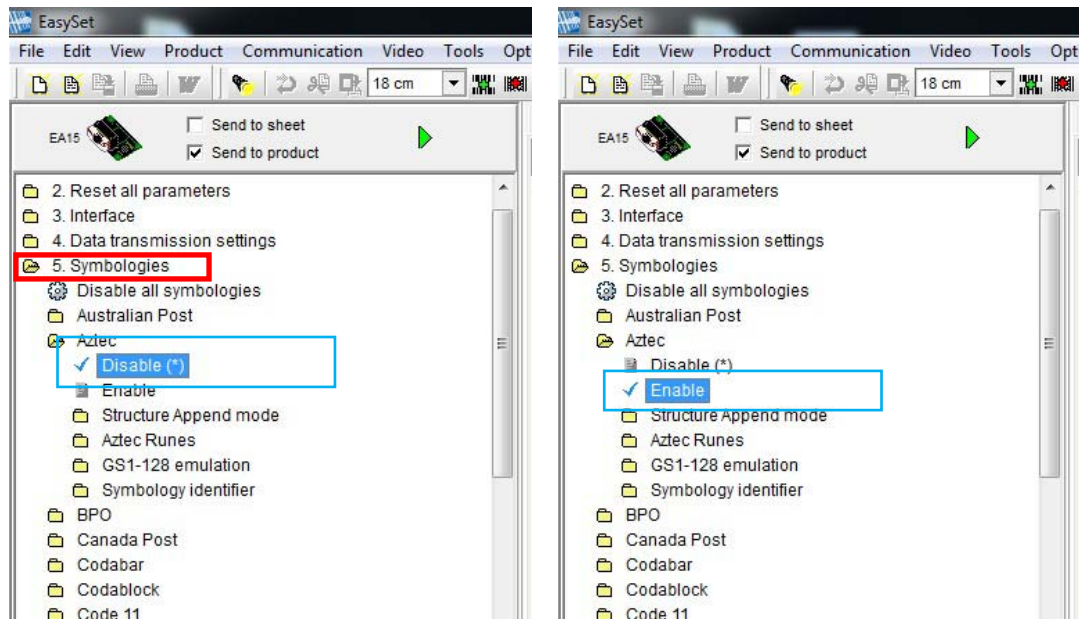 EasySet
File Edit View Product Communication Video Tools Opt
18 cm
EA15
Send to sheet
Send to product
2. Reset all parameters
3. Interface
4. Data transmission settings
5. Symbologies
Disable all symbologies
Australian Post
Aztec
Disable (*)
Enable
Structure Append mode
Aztec Runes
GS1-128 emulation
Symbology identifier
BPO
Canada Post
Codabar
Codablock
Code 11
EasySet
File Edit View Product Communication Video Tools Opt
18 cm
EA15
Send to sheet
Send to product
2. Reset all parameters
3. Interface
4. Data transmission settings
5. Symbologies
Disable all symbologies
Australian Post
Aztec
Disable (*)
Enable
Structure Append mode
Aztec Runes
GS1-128 emulation
Symbology identifier
BPO
Canada Post
Codabar
Codablock
Code 11